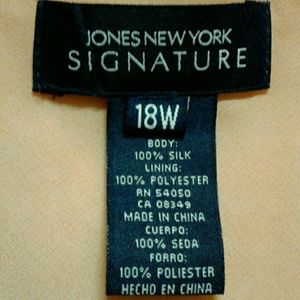 JONES NEW YORK
SIGNATURE
18W
BODY:
100% SILK
LINING:
100% POLYESTER
RN 54050
CA 08349
MADE IN CHINA
CUERPO:
100% SEDA
FORRO:
100% POLIESTER
HECHO EN CHINA